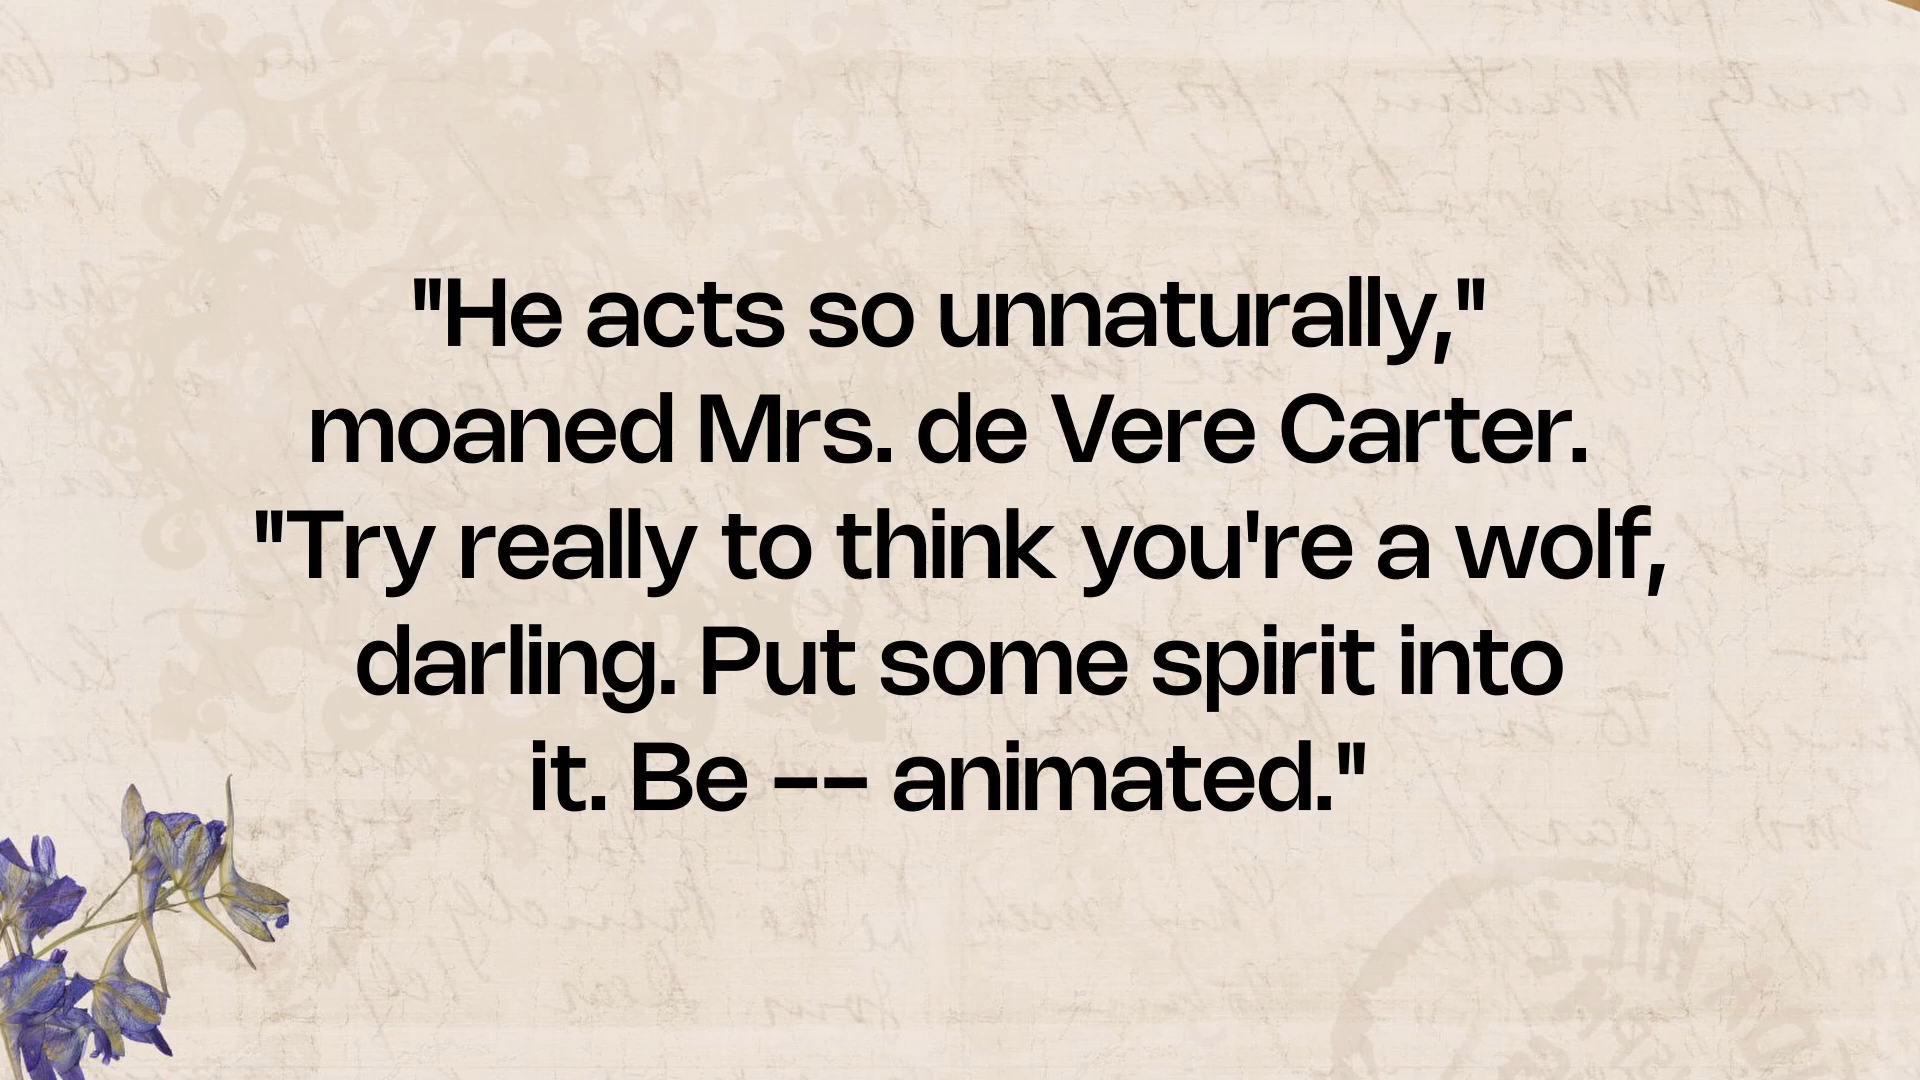 "He acts so unnaturally,"
moaned Mrs. de Vere Carter.
"Try really to think you're a wolf,
darling. Put some spirit into
it. Be -- animated."